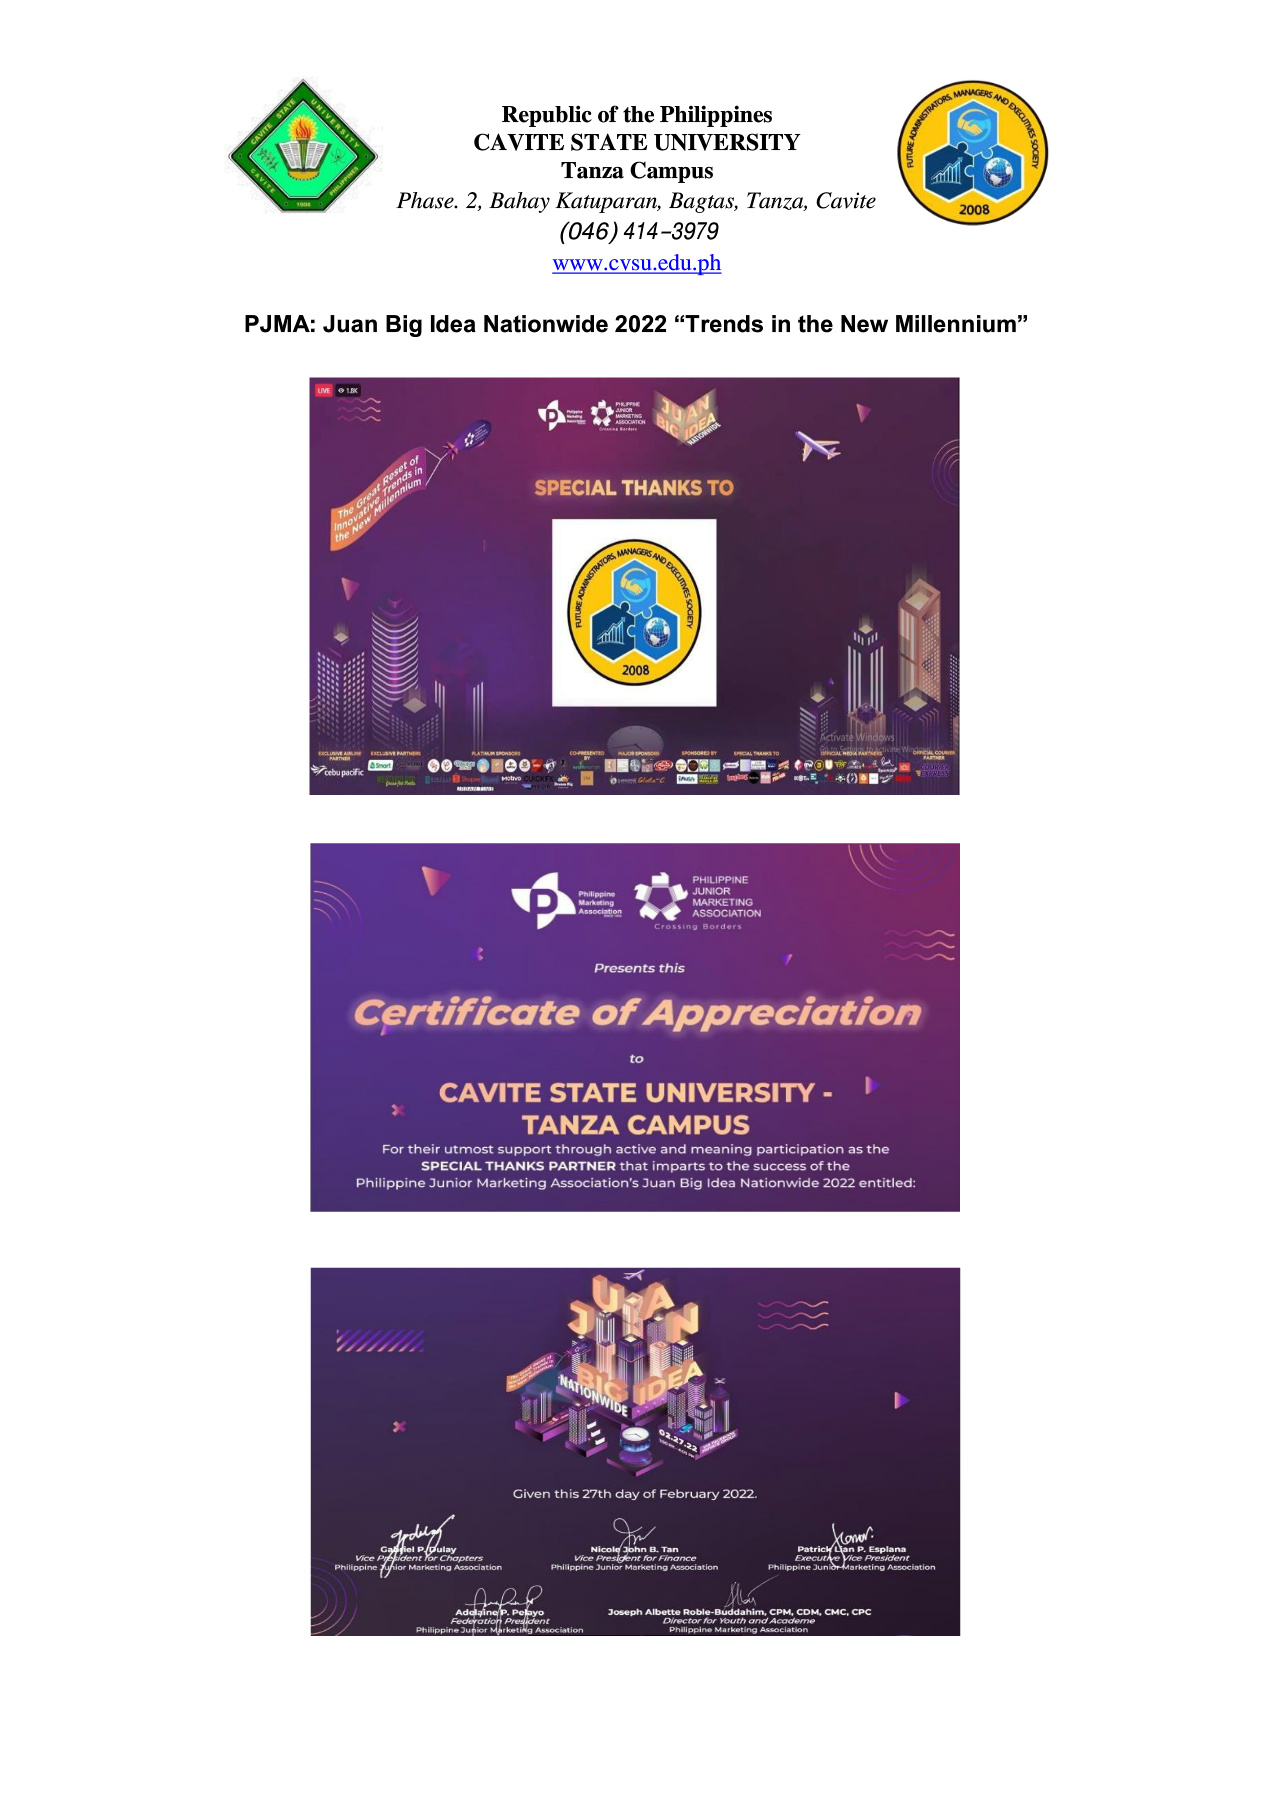 CAVITE STATE UNIVERSITY
CAVITE PHILIPPINES
1906
Republic of the Philippines
CAVITE STATE UNIVERSITY
Tanza Campus
Phase. 2, Bahay Katuparan, Bagtas, Tanza, Cavite
(046) 414-3979
www.cvsu.edu.ph
FUTURE ADMINISTRATORS, MANAGERS AND EXECUTIVES SOCIETY
2008
PJMA: Juan Big Idea Nationwide 2022 “Trends in the New Millennium”
LIVE 1.8K
Philippine
Marketing
Association
PHILIPPINE
JUNIOR
MARKETING
ASSOCIATION
Crossing Borders
JUAN
BIG IDEA
NATIONWIDE
The Great Reset of
Innovative Trends in
the New Millennium
SPECIAL THANKS TO
FUTURE ADMINISTRATORS, MANAGERS AND EXECUTIVES SOCIETY
2008
Activate Windows
Go to Settings to activate Windows.
EXCLUSIVE AIRLINE
PARTNER
EXCLUSIVE PARTNERS
PLATINUM SPONSORS
CO-PRESENTED
BY
MAJOR SPONSORS
SPONSORED BY
SPECIAL THANKS TO
OFFICIAL MEDIA PARTNERS
OFFICIAL COURIER
PARTNER
cebu pacific
Smart
Philippine
Marketing
Association
PHILIPPINE
JUNIOR
MARKETING
ASSOCIATION
Crossing Borders
Presents this
Certificate of Appreciation
to
CAVITE STATE UNIVERSITY -
TANZA CAMPUS
For their utmost support through active and meaning participation as the
SPECIAL THANKS PARTNER that imparts to the success of the
Philippine Junior Marketing Association's Juan Big Idea Nationwide 2022 entitled:
JUAN
BIG IDEA
NATIONWIDE
02.27.22
Given this 27th day of February 2022.
Gabriel P. Dulay
Vice President for Chapters
Philippine Junior Marketing Association
Nicole John B. Tan
Vice President for Finance
Philippine Junior Marketing Association
Patrick Lian P. Esplana
Executive Vice President
Philippine Junior Marketing Association
Adelaine P. Pelayo
Federation President
Philippine Junior Marketing Association
Joseph Albette Roble-Buddahim, CPM, CDM, CMC, CPC
Director for Youth and Academe
Philippine Marketing Association